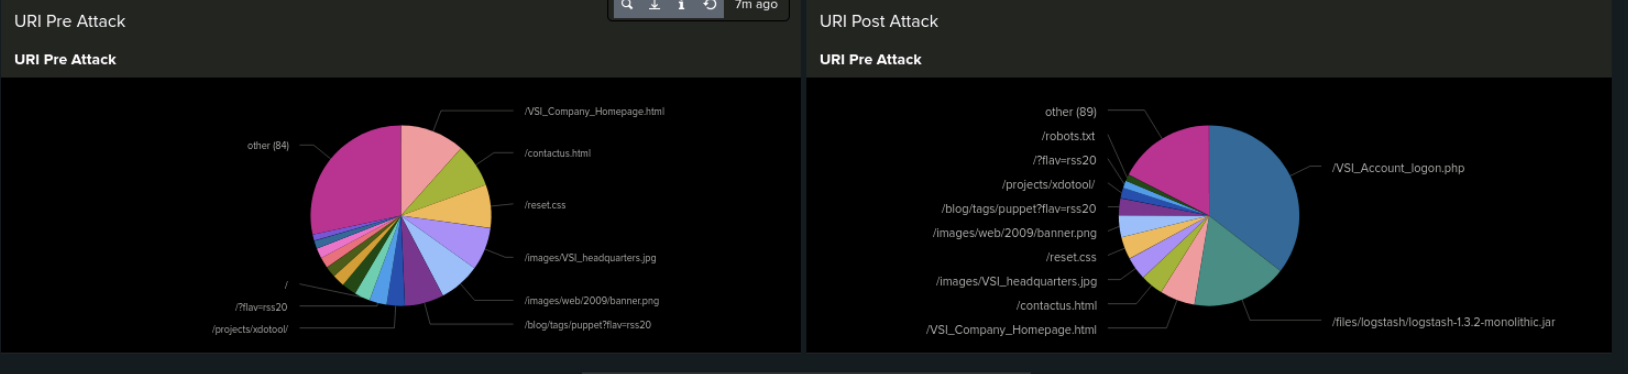 7m ago
URI Pre Attack
URI Pre Attack
/VSI_Company_Homepage.html
other (84)
/contactus.html
/reset.css
/images/VSI_headquarters.jpg
/
/images/web/2009/banner.png
/?flav=rss20
/blog/tags/puppet?flav=rss20
/projects/xdotool/
URI Post Attack
URI Pre Attack
other (89)
/robots.txt
/?flav=rss20
/VSI_Account_logon.php
/projects/xdotool/
/blog/tags/puppet?flav=rss20
/images/web/2009/banner.png
/reset.css
/images/VSI_headquarters.jpg
/contactus.html
/files/logstash/logstash-1.3.2-monolithic.jar
/VSI_Company_Homepage.html